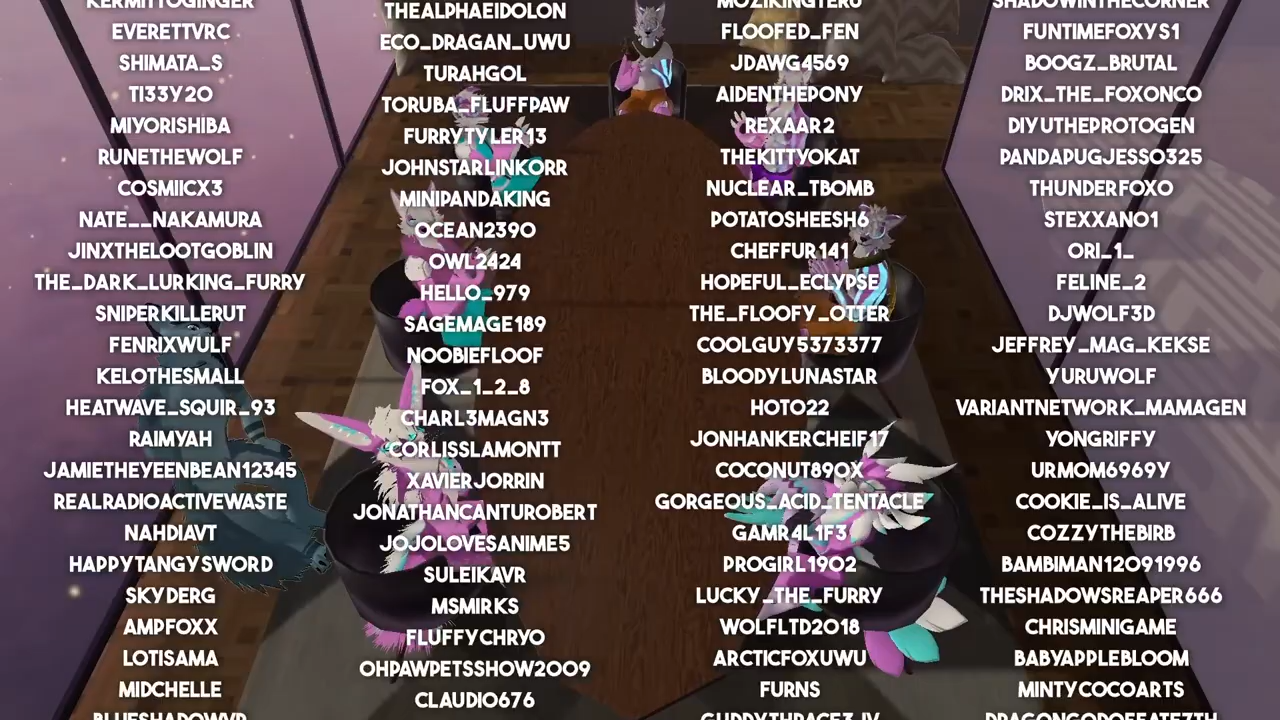 KERMITTOGINGER
EVERETTVRC
SHIMATA_S
TI33Y20
MIYORISHIBA
RUNETHEWOLF
COSMIICX3
NATE__NAKAMURA
JINXTHELOOTGOBLIN
THE_DARK_LURKING_FURRY
SNIPERKILLERUT
FENRIXWULF
KELOTHESMALL
HEATWAVE_SQUIR_93
RAIMYAH
JAMIETHEYEENBEAN12345
REALRADIOACTIVEWASTE
NAHDIAVT
HAPPYTANGYSWORD
SKYDERG
AMPFOXX
LOTISAMA
MIDCHELLE
THEALPHAEIDOLON
ECO_DRAGAN_UWU
TURAHGOL
TORUBA_FLUFFPAW
FURRYTYLER13
JOHNSTARLINKORR
MINIPANDAKING
OCEAN2390
OWL2424
HELLO_979
SAGEMAGE189
NOOBIEFLOOF
FOX_1_2_8
CHARL3MAGN3
CORLISSLAMONTT
XAVIERJORRIN
JONATHANCANTUROBERT
JOJOLOVESANIME5
SULEIKAVR
MSMIRKS
FLUFFYCHRYO
OHPAWPETSSHOW2009
CLAUDIO676
MOZIKINGTERU
FLOOFED_FEN
JDAWG4569
AIDENTHEPONY
REXAAR2
THEKITTYOKAT
NUCLEAR_TBOMB
POTATOSHEESH6
CHEFFUR141
HOPEFUL_ECLYPSE
THE_FLOOFY_OTTER
COOLGUY5373377
BLOODYLUNASTAR
HOTO22
JONHANKERCHEIF17
COCONUT890X
GORGEOUS_ACID_TENTACLE
GAMR4L1F3
PROGIRL1902
LUCKY_THE_FURRY
WOLFLTD2018
ARCTICFOXUWU
FURNS
SHADOWINTHECORNER
FUNTIMEFOXYS1
BOOGZ_BRUTAL
DRIX_THE_FOXONCO
DIYUTHEPROTOGEN
PANDAPUGJESSO325
THUNDERFOXO
STEXXANO1
ORI_1_
FELINE_2
DJWOLF3D
JEFFREY_MAG_KEKSE
YURUWOLF
VARIANTNETWORK_MAMAGEN
YONGRIFFY
URMOM6969Y
COOKIE_IS_ALIVE
COZZYTHEBIRB
BAMBIMAN12091996
THESHADOWSREAPER666
CHRISMINIGAME
BABYAPPLEBLOOM
MINTYCOCOARTS